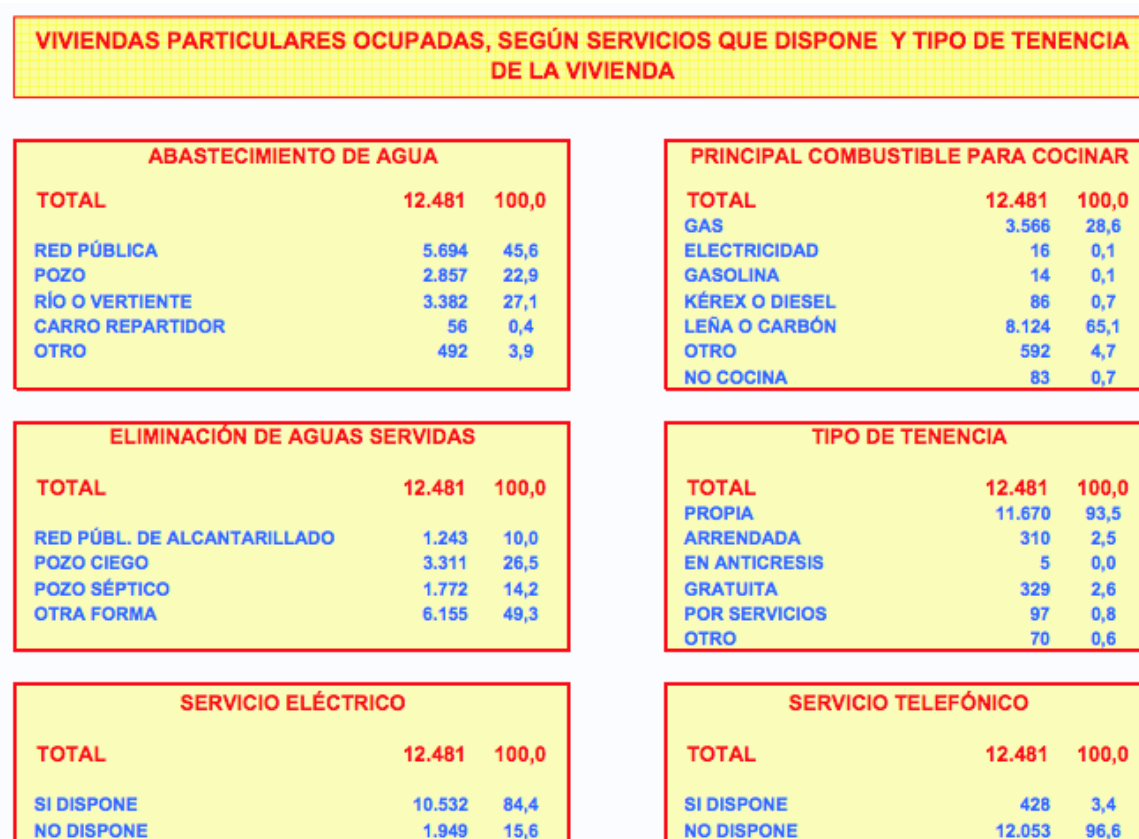 VIVIENDAS PARTICULARES OCUPADAS, SEGÚN SERVICIOS QUE DISPONE Y TIPO DE TENENCIA
DE LA VIVIENDA
ABASTECIMIENTO DE AGUA
TOTAL 12.481 100,0
RED PÚBLICA 5.694 45,6
POZO 2.857 22,9
RÍO O VERTIENTE 3.382 27,1
CARRO REPARTIDOR 56 0,4
OTRO 492 3,9
PRINCIPAL COMBUSTIBLE PARA COCINAR
TOTAL 12.481 100,0
GAS 3.566 28,6
ELECTRICIDAD 16 0,1
GASOLINA 14 0,1
KÉREX O DIESEL 86 0,7
LEÑA O CARBÓN 8.124 65,1
OTRO 592 4,7
NO COCINA 83 0,7
ELIMINACIÓN DE AGUAS SERVIDAS
TOTAL 12.481 100,0
RED PÚBL. DE ALCANTARILLADO 1.243 10,0
POZO CIEGO 3.311 26,5
POZO SÉPTICO 1.772 14,2
OTRA FORMA 6.155 49,3
TIPO DE TENENCIA
TOTAL 12.481 100,0
PROPIA 11.670 93,5
ARRENDADA 310 2,5
EN ANTICRESIS 5 0,0
GRATUITA 329 2,6
POR SERVICIOS 97 0,8
OTRO 70 0,6
SERVICIO ELÉCTRICO
TOTAL 12.481 100,0
SI DISPONE 10.532 84,4
NO DISPONE 1.949 15,6
SERVICIO TELEFÓNICO
TOTAL 12.481 100,0
SI DISPONE 428 3,4
NO DISPONE 12.053 96,6